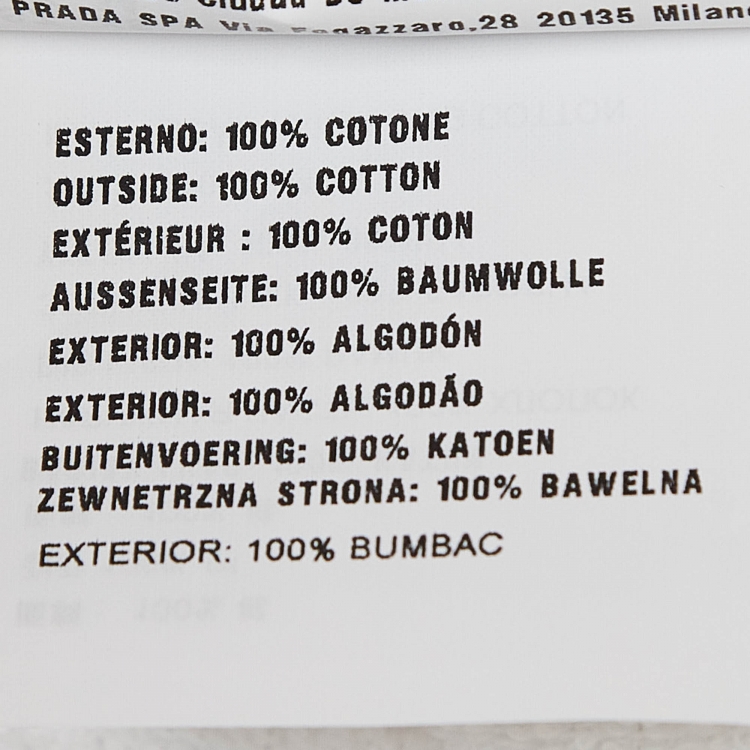 PRADA SPA Via Fogazzaro,28 20135 Milano
ESTERNO: 100% COTONE
OUTSIDE: 100% COTTON
EXTÉRIEUR : 100% COTON
AUSSENSEITE: 100% BAUMWOLLE
EXTERIOR: 100% ALGODÓN
EXTERIOR: 100% ALGODÃO
BUITENVOERING: 100% KATOEN
ZEWNETRZNA STRONA: 100% BAWELNA
EXTERIOR: 100% BUMBAC